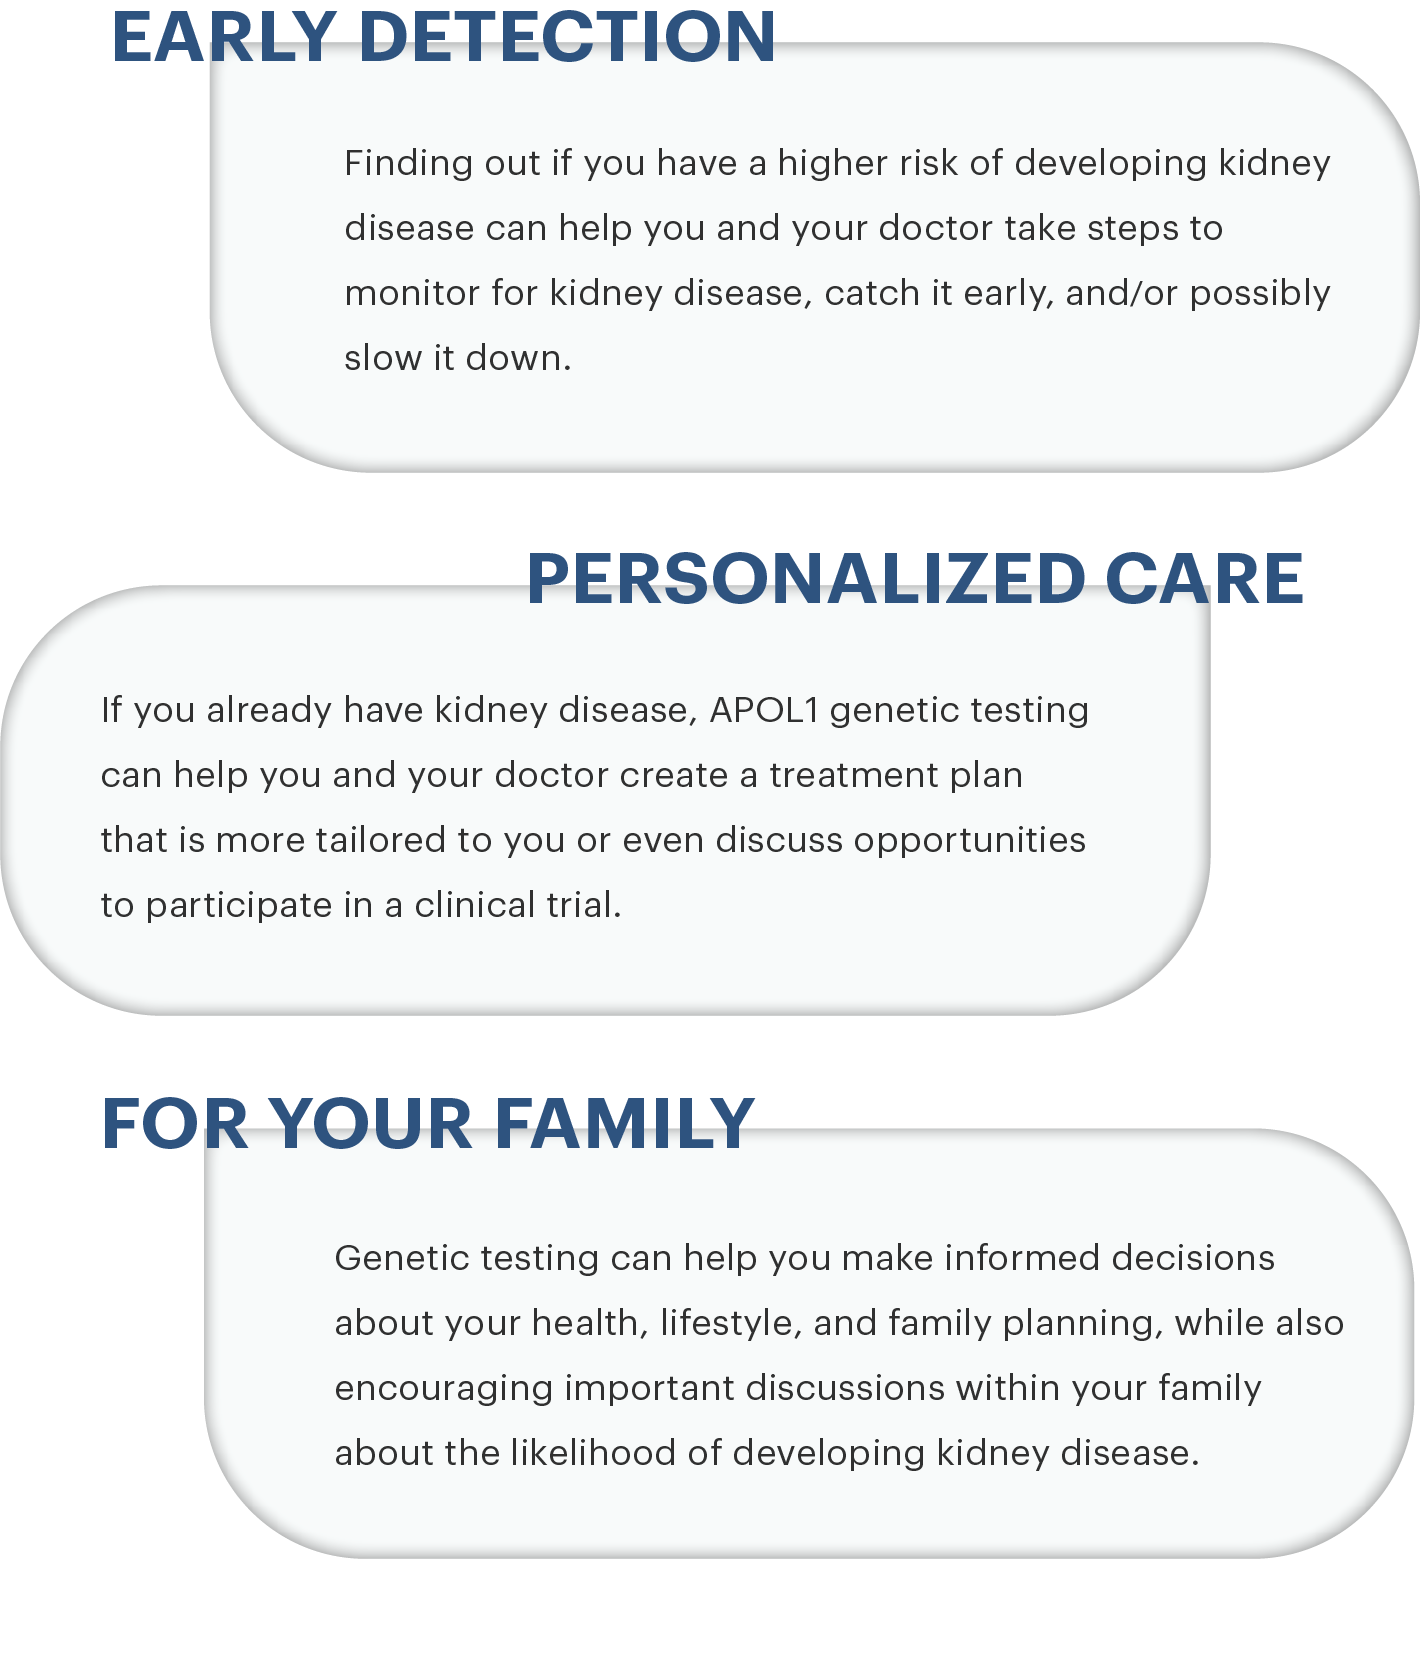 EARLY DETECTION
Finding out if you have a higher risk of developing kidney
disease can help you and your doctor take steps to
monitor for kidney disease, catch it early, and/or possibly
slow it down.
PERSONALIZED CARE
If you already have kidney disease, APOL1 genetic testing
can help you and your doctor create a treatment plan
that is more tailored to you or even discuss opportunities
to participate in a clinical trial.
FOR YOUR FAMILY
Genetic testing can help you make informed decisions
about your health, lifestyle, and family planning, while also
encouraging important discussions within your family
about the likelihood of developing kidney disease.